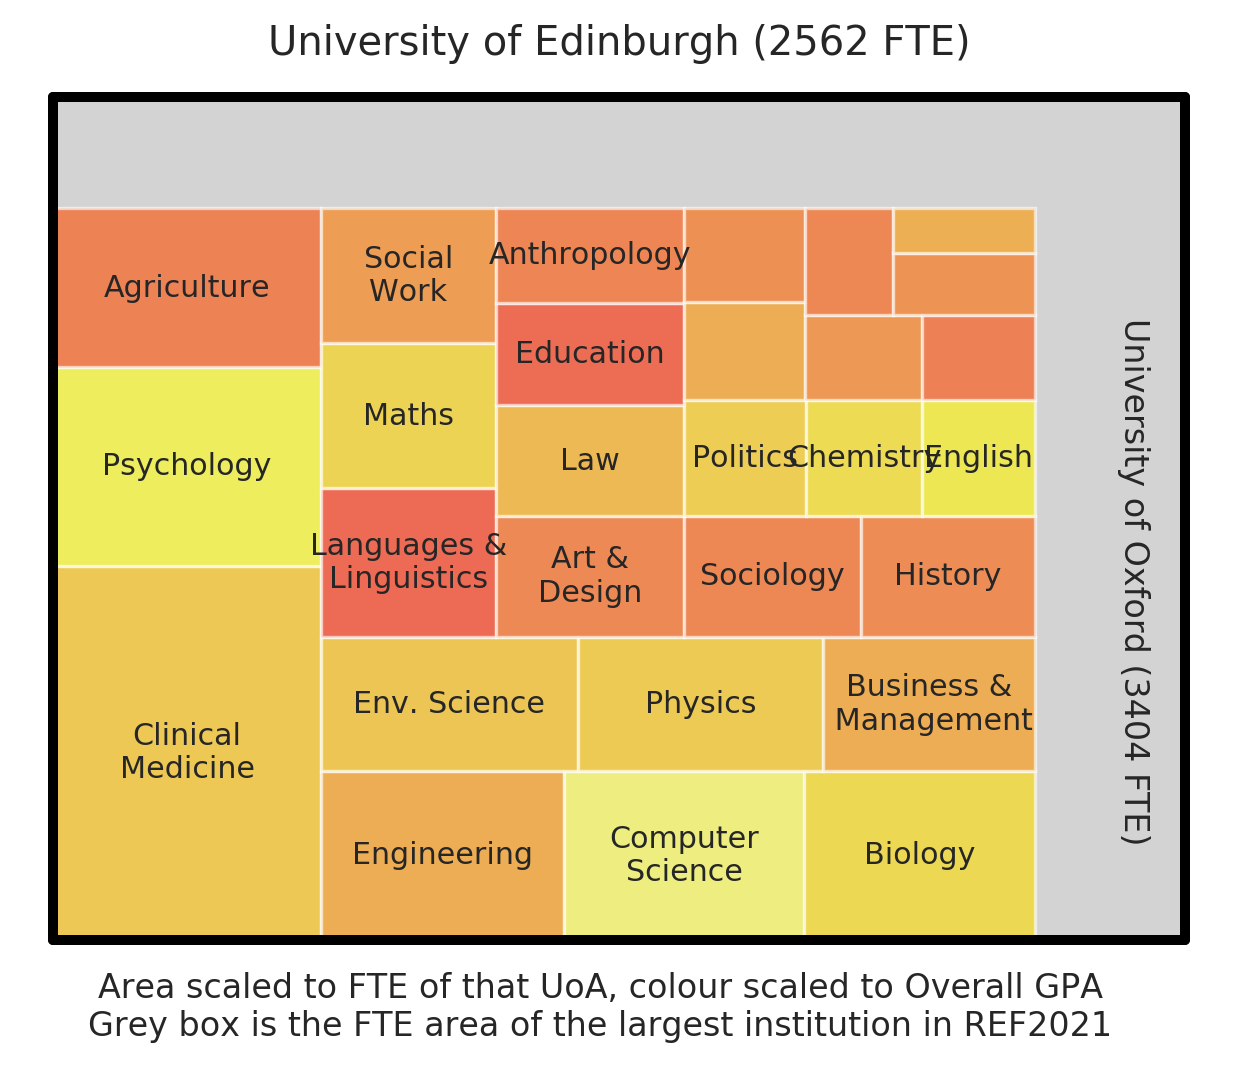 University of Edinburgh (2562 FTE)
Agriculture
Social
Work
Anthropology
Education
Maths
Psychology
Law
Politics
Chemistry
English
Languages &
Linguistics
Art &
Design
Sociology
History
Clinical
Medicine
Env. Science
Physics
Business &
Management
Engineering
Computer
Science
Biology
University of Oxford (3404 FTE)
Area scaled to FTE of that UoA, colour scaled to Overall GPA
Grey box is the FTE area of the largest institution in REF2021